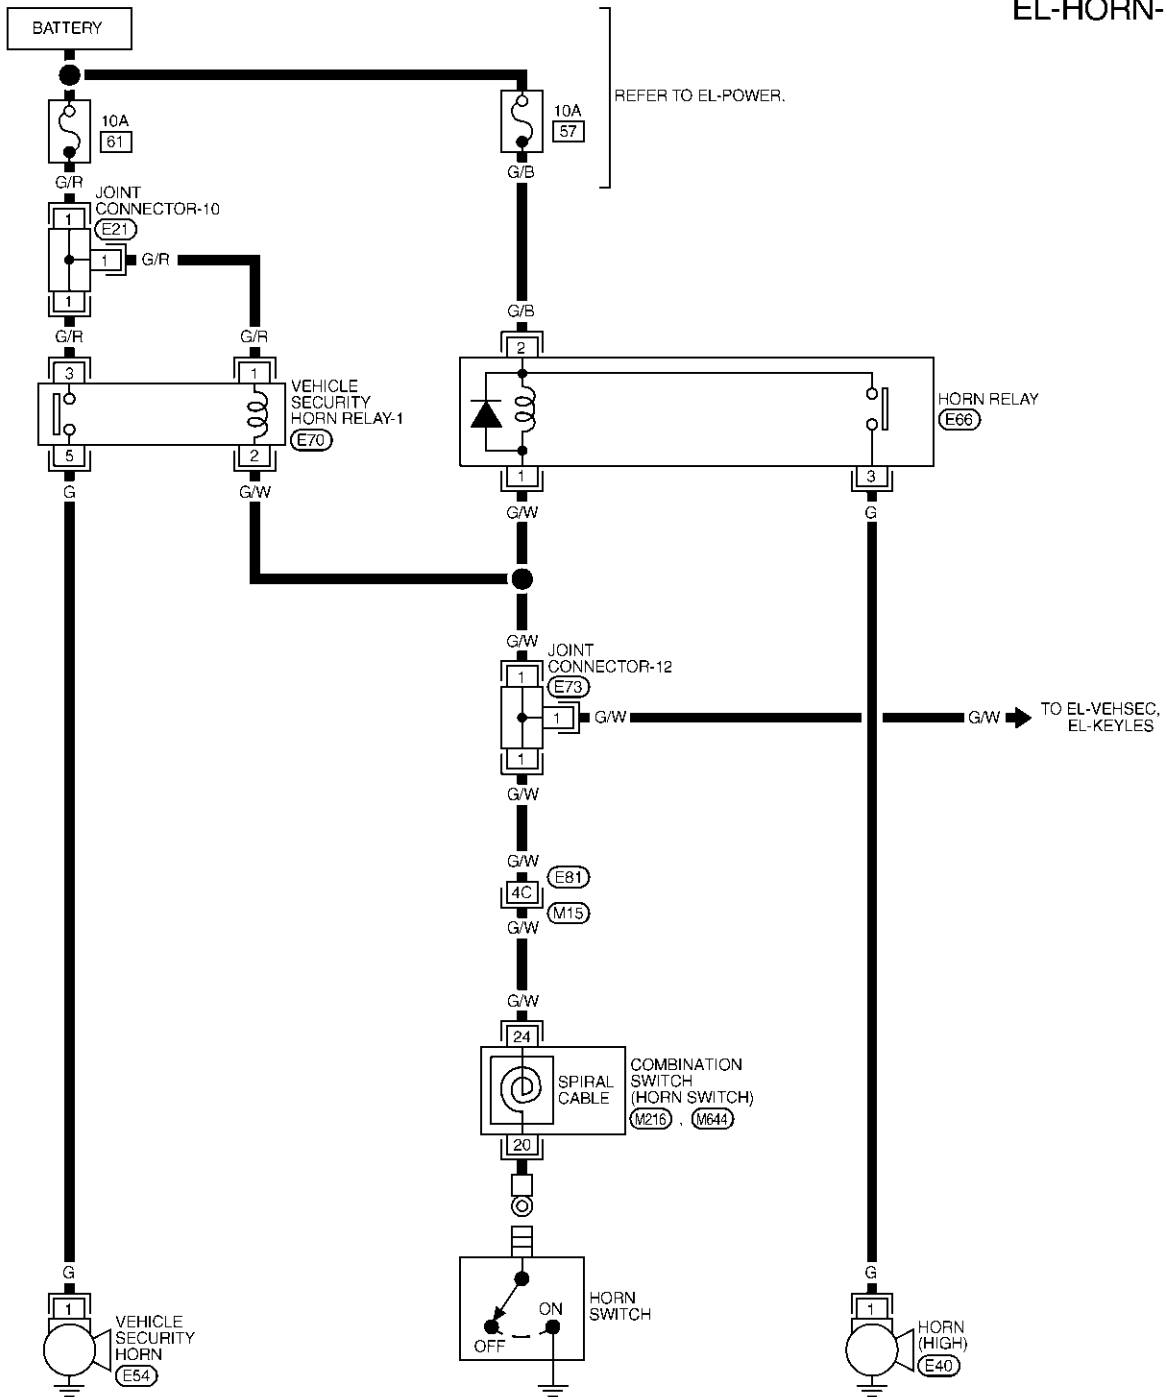 EL-HORN-
BATTERY
REFER TO EL-POWER.
10A
61
10A
57
G/R
G/B
JOINT
CONNECTOR-10
E21
1
1
G/R
1
G/B
G/R
G/R
2
3
1
VEHICLE
SECURITY
HORN RELAY-1
E70
HORN RELAY
E66
5
2
1
3
G
G/W
G/W
G
G/W
JOINT
CONNECTOR-12
E73
1
1
G/W
G/W
TO EL-VEHSEC,
EL-KEYLES
1
G/W
G/W
E81
4C
M15
G/W
G/W
24
SPIRAL
CABLE
COMBINATION
SWITCH
(HORN SWITCH)
M216 , M644
20
G
G
1
HORN
SWITCH
ON
OFF
1
VEHICLE
SECURITY
HORN
E54
HORN
(HIGH)
E40